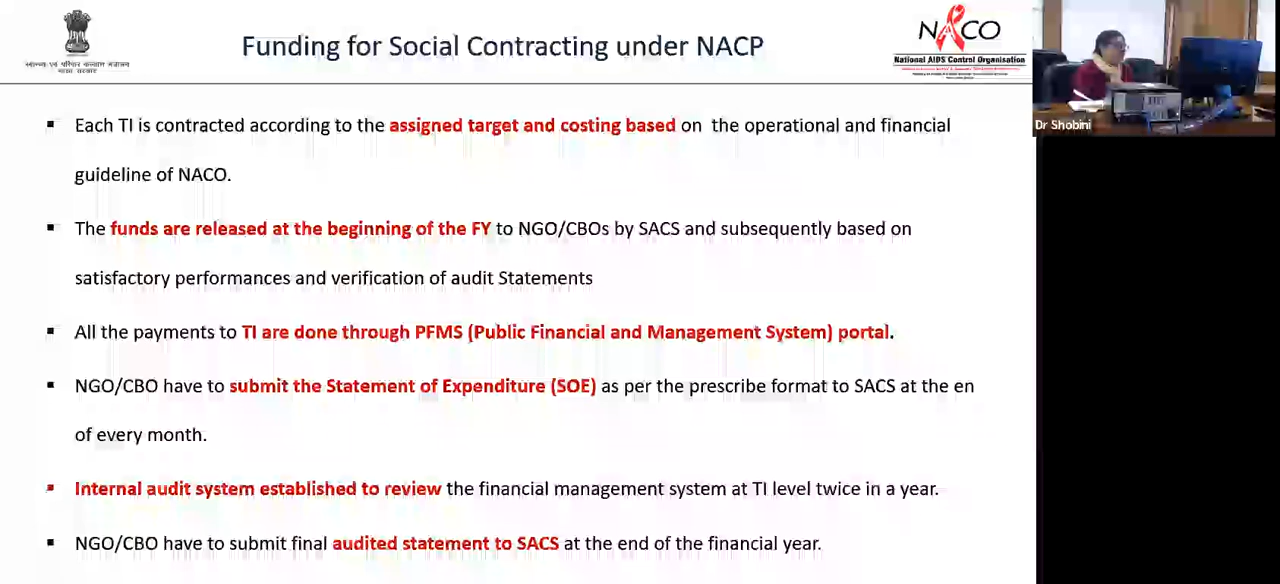 Funding for Social Contracting under NACP
NACO
National AIDS Control Organisation
भारत सरकार
Dr Shobini
▪ Each TI is contracted according to the assigned target and costing based on the operational and financial
guideline of NACO.
▪ The funds are released at the beginning of the FY to NGO/CBOs by SACS and subsequently based on
satisfactory performances and verification of audit Statements
▪ All the payments to TI are done through PFMS (Public Financial and Management System) portal.
▪ NGO/CBO have to submit the Statement of Expenditure (SOE) as per the prescribe format to SACS at the en
of every month.
▪ Internal audit system established to review the financial management system at TI level twice in a year.
▪ NGO/CBO have to submit final audited statement to SACS at the end of the financial year.